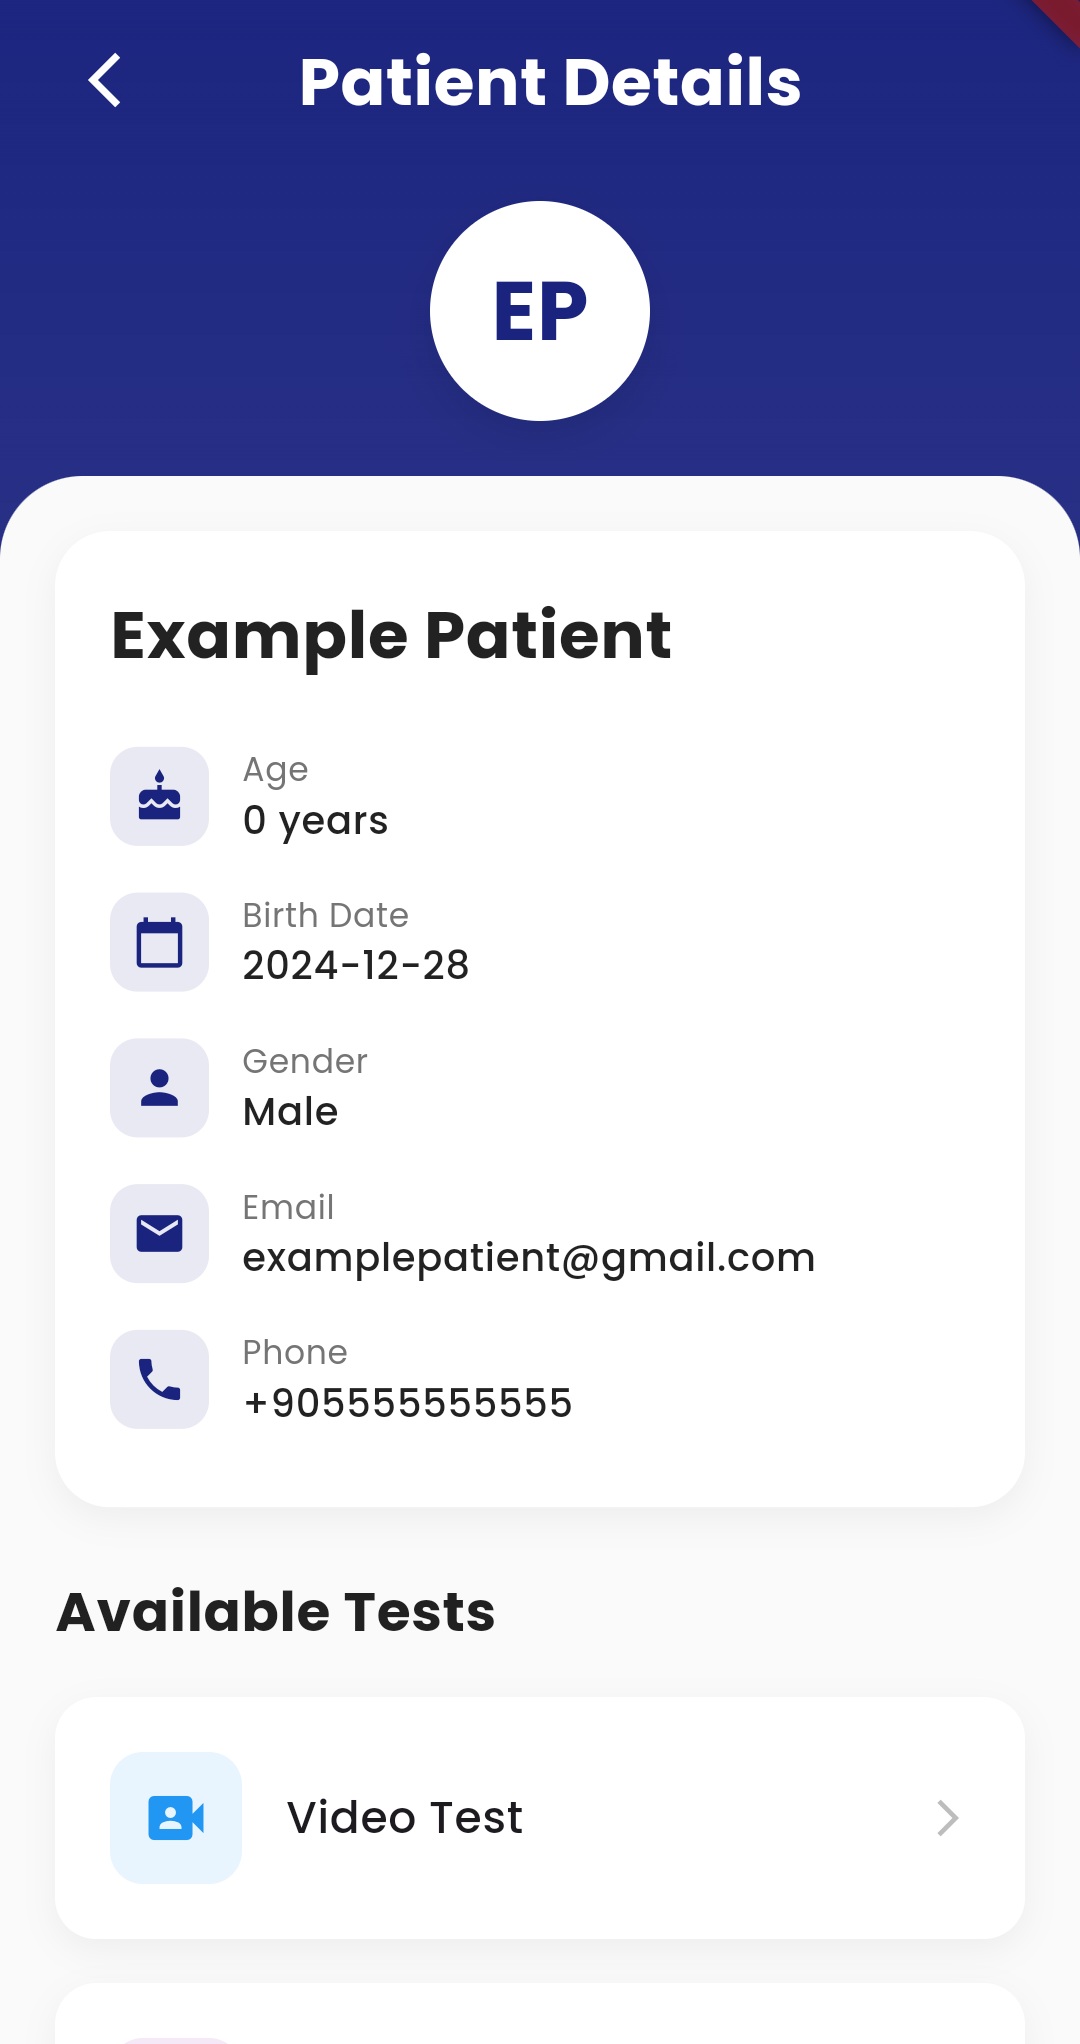 Patient Details
EP
Example Patient
Age
0 years
Birth Date
2024-12-28
Gender
Male
Email
examplepatient@gmail.com
Phone
+905555555555
Available Tests
Video Test